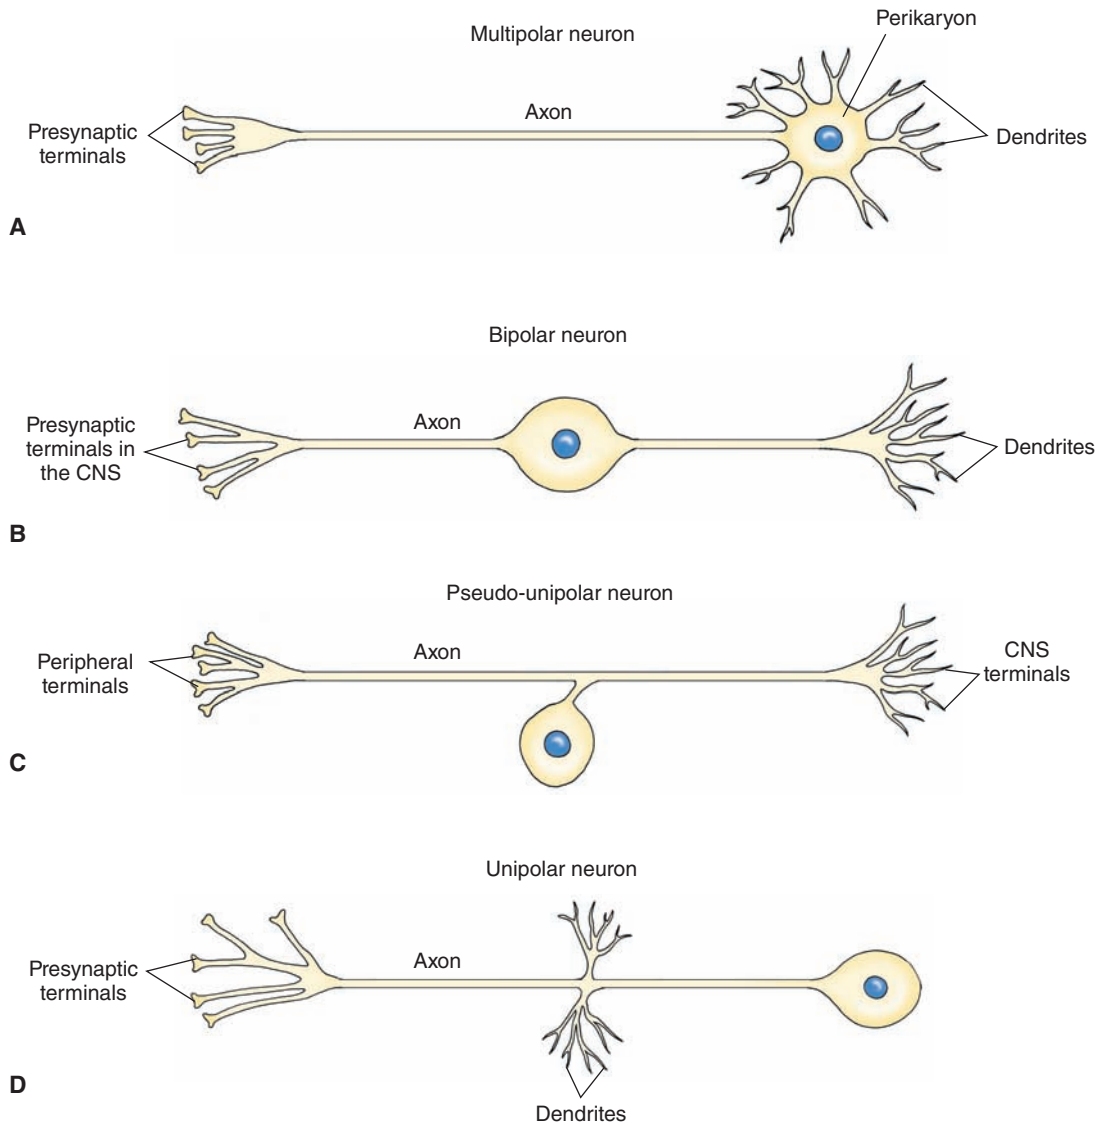 Multipolar neuron
Perikaryon
Axon
Presynaptic
terminals
Dendrites
A
Bipolar neuron
Axon
Presynaptic
terminals in
the CNS
Dendrites
B
Pseudo-unipolar neuron
Axon
Peripheral
terminals
CNS
terminals
C
Unipolar neuron
Axon
Presynaptic
terminals
D
Dendrites